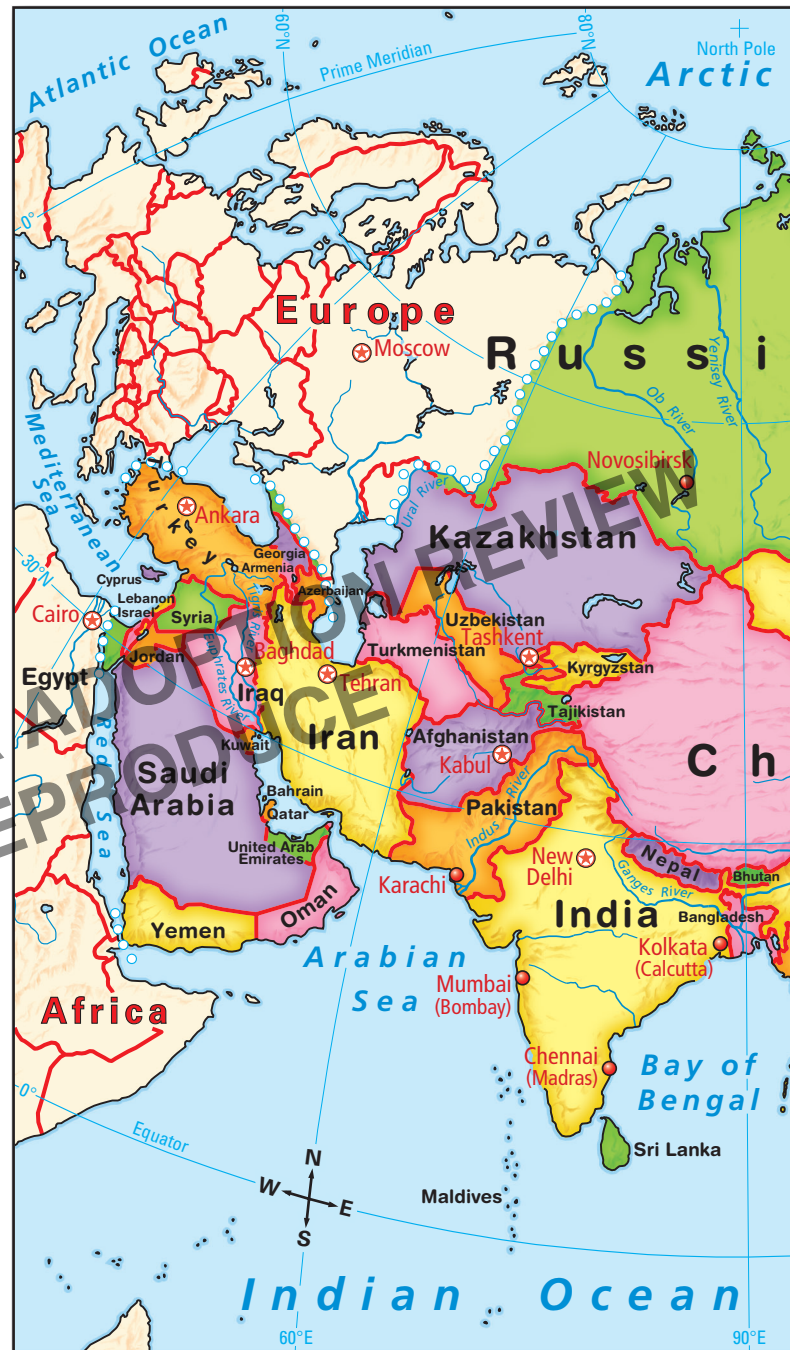 60°N
80°N
North Pole
Atlantic Ocean
Prime Meridian
Arctic
0°
Europe
Moscow
Russi
Yenisey River
Ob River
Novosibirsk
Mediterranean
Sea
Turkey
Ankara
Ural River
Kazakhstan
30°N
Georgia
Armenia
Azerbaijan
Cyprus
Lebanon
Israel
Syria
Tigris River
Uzbekistan
Tashkent
Cairo
Turkmenistan
Kyrgyzstan
Jordan
Baghdad
Euphrates River
Egypt
Iraq
Tehran
Tajikistan
Iran
Afghanistan
Kabul
Kuwait
Ch
Saudi
Arabia
Red Sea
Bahrain
Qatar
Pakistan
Indus River
United Arab
Emirates
New
Delhi
Nepal
Bhutan
Karachi
Ganges River
Oman
India
Bangladesh
Yemen
Kolkata
(Calcutta)
Arabian
Sea
Mumbai
(Bombay)
Africa
Chennai
(Madras)
Bay of
Bengal
0°
Equator
Sri Lanka
N
W
E
S
Maldives
Indian Ocean
60°E
90°E
ADOPTION REVIEW
REPRODUCE